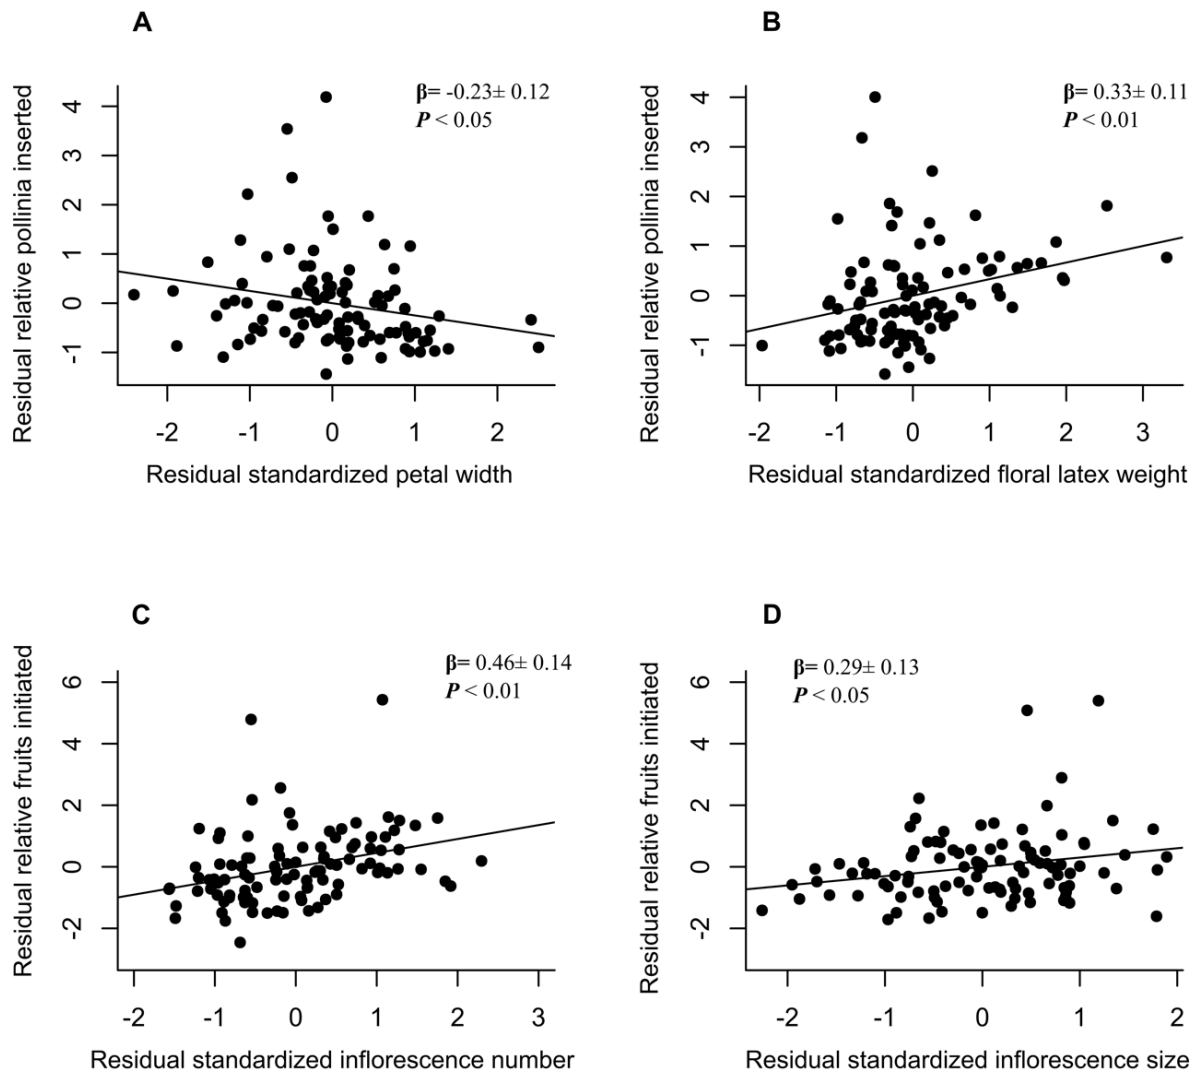 A
β= -0.23± 0.12
P < 0.05
Residual relative pollinia inserted
4
3
2
1
0
-1
-2 -1 0 1 2
Residual standardized petal width
B
β= 0.33± 0.11
P < 0.01
Residual relative pollinia inserted
4
3
2
1
0
-1
-2 -1 0 1 2 3
Residual standardized floral latex weight
C
β= 0.46± 0.14
P < 0.01
Residual relative fruits initiated
6
4
2
0
-2
-2 -1 0 1 2 3
Residual standardized inflorescence number
D
β= 0.29± 0.13
P < 0.05
Residual relative fruits initiated
6
4
2
0
-2
-2 -1 0 1 2
Residual standardized inflorescence size